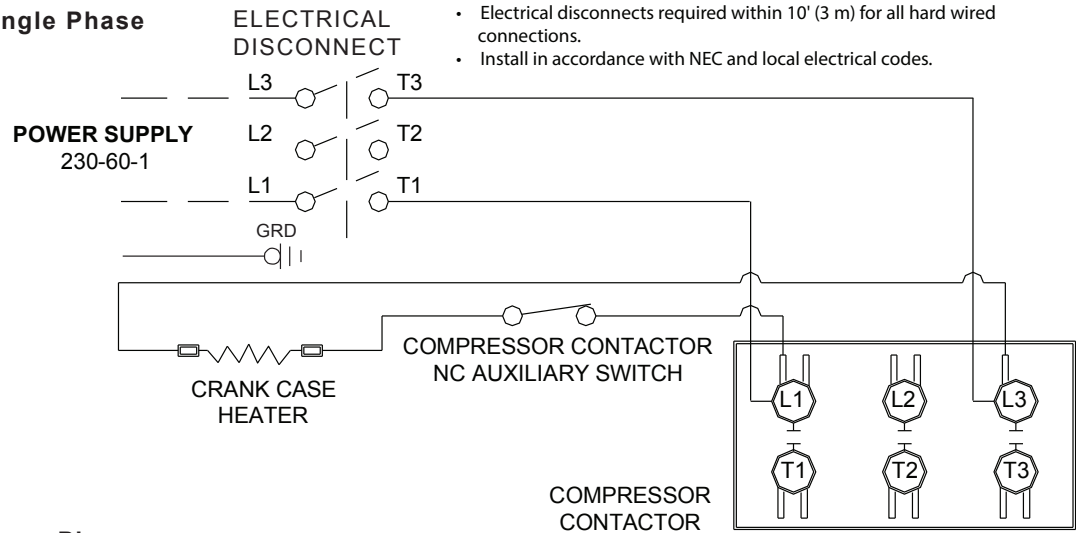 ngle Phase
ELECTRICAL
DISCONNECT
• Electrical disconnects required within 10' (3 m) for all hard wired
connections.
• Install in accordance with NEC and local electrical codes.
L3
T3
POWER SUPPLY
230-60-1
L2
T2
L1
T1
GRD
COMPRESSOR CONTACTOR
NC AUXILIARY SWITCH
CRANK CASE
HEATER
L1
L2
L3
T1
T2
T3
COMPRESSOR
CONTACTOR